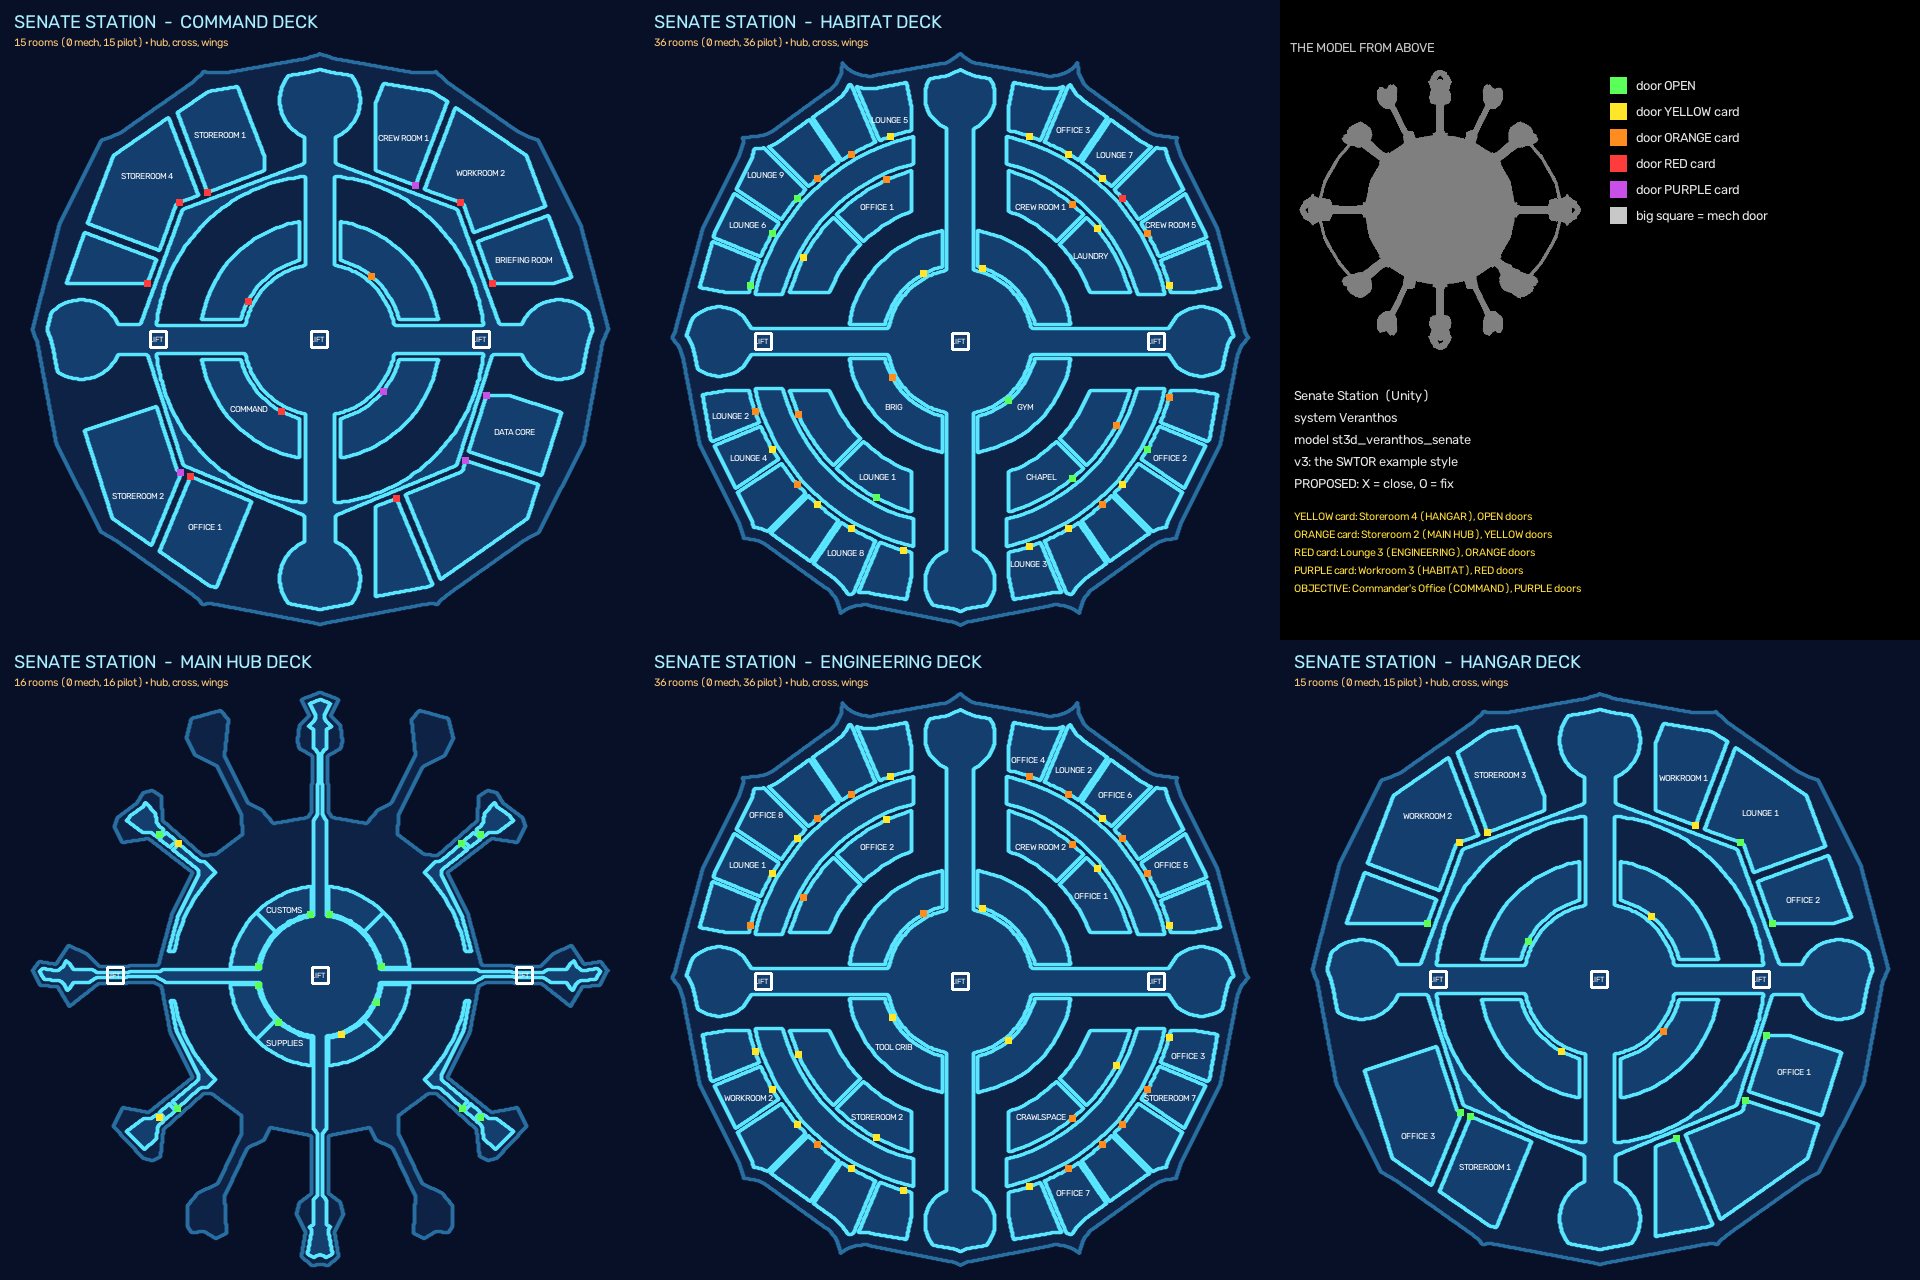 SENATE STATION - COMMAND DECK
15 rooms (0 mech, 15 pilot) • hub, cross, wings
STOREROOM 1
CREW ROOM 1
STOREROOM 4
WORKROOM 2
BRIEFING ROOM
LIFT
LIFT
LIFT
COMMAND
DATA CORE
STOREROOM 2
OFFICE 1
SENATE STATION - HABITAT DECK
36 rooms (0 mech, 36 pilot) • hub, cross, wings
LOUNGE 5
OFFICE 3
LOUNGE 7
LOUNGE 9
OFFICE 1
CREW ROOM 1
LOUNGE 6
CREW ROOM 5
LAUNDRY
LIFT
LIFT
LIFT
BRIG
GYM
LOUNGE 2
LOUNGE 4
OFFICE 2
LOUNGE 1
CHAPEL
LOUNGE 8
LOUNGE 3
THE MODEL FROM ABOVE
door OPEN
door YELLOW card
door ORANGE card
door RED card
door PURPLE card
big square = mech door
Senate Station (Unity)
system Veranthos
model st3d_veranthos_senate
v3: the SWTOR example style
PROPOSED: X = close, O = fix
YELLOW card: Storeroom 4 (HANGAR), OPEN doors
ORANGE card: Storeroom 2 (MAIN HUB), YELLOW doors
RED card: Lounge 3 (ENGINEERING), ORANGE doors
PURPLE card: Workroom 3 (HABITAT), RED doors
OBJECTIVE: Commander's Office (COMMAND), PURPLE doors
SENATE STATION - MAIN HUB DECK
16 rooms (0 mech, 16 pilot) • hub, cross, wings
CUSTOMS
LIFT
LIFT
LIFT
SUPPLIES
SENATE STATION - ENGINEERING DECK
36 rooms (0 mech, 36 pilot) • hub, cross, wings
OFFICE 4
LOUNGE 2
OFFICE 6
OFFICE 8
OFFICE 2
CREW ROOM 2
LOUNGE 1
OFFICE 5
OFFICE 1
LIFT
LIFT
LIFT
TOOL CRIB
OFFICE 3
WORKROOM 2
STOREROOM 7
STOREROOM 2
CRAWLSPACE
OFFICE 7
SENATE STATION - HANGAR DECK
15 rooms (0 mech, 15 pilot) • hub, cross, wings
STOREROOM 3
WORKROOM 1
WORKROOM 2
LOUNGE 1
OFFICE 2
LIFT
LIFT
LIFT
OFFICE 1
OFFICE 3
STOREROOM 1